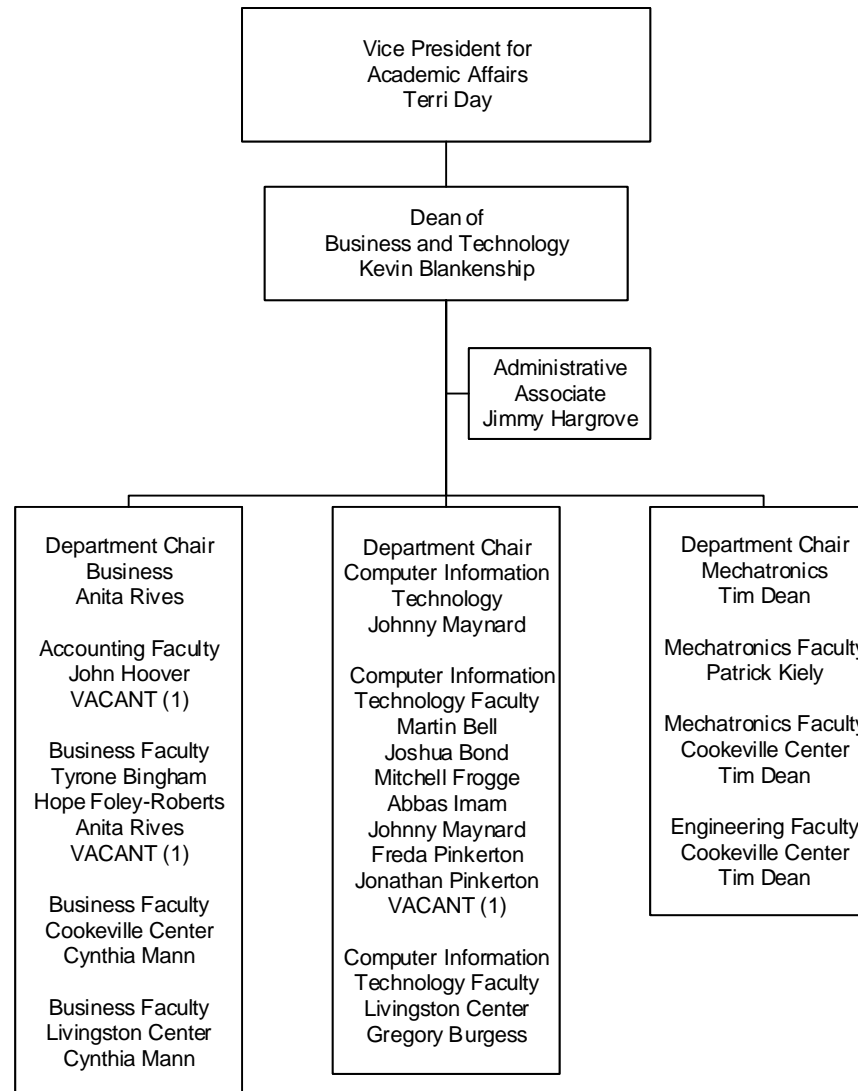 Vice President for
Academic Affairs
Terri Day
Dean of
Business and Technology
Kevin Blankenship
Administrative
Associate
Jimmy Hargrove
Department Chair
Business
Anita Rives
Accounting Faculty
John Hoover
VACANT (1)
Business Faculty
Tyrone Bingham
Hope Foley-Roberts
Anita Rives
VACANT (1)
Business Faculty
Cookeville Center
Cynthia Mann
Business Faculty
Livingston Center
Cynthia Mann
Department Chair
Computer Information
Technology
Johnny Maynard
Computer Information
Technology Faculty
Martin Bell
Joshua Bond
Mitchell Frogge
Abbas Imam
Johnny Maynard
Freda Pinkerton
Jonathan Pinkerton
VACANT (1)
Computer Information
Technology Faculty
Livingston Center
Gregory Burgess
Department Chair
Mechatronics
Tim Dean
Mechatronics Faculty
Patrick Kiely
Mechatronics Faculty
Cookeville Center
Tim Dean
Engineering Faculty
Cookeville Center
Tim Dean